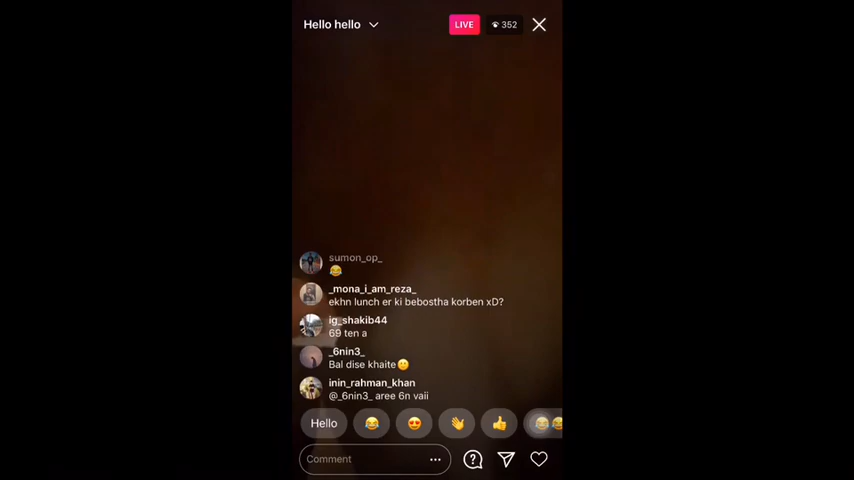 Hello hello
LIVE
352
sumon_op_
😂
_mona_i_am_reza_
ekhn lunch er ki bebostha korben xD?
ig_shakib44
69 ten a
_6nin3_
Bal dise khaite🙂
inin_rahman_khan
@_6nin3_ aree 6n vaii
Hello 😂 😍 👋 👍 😂😂
Comment